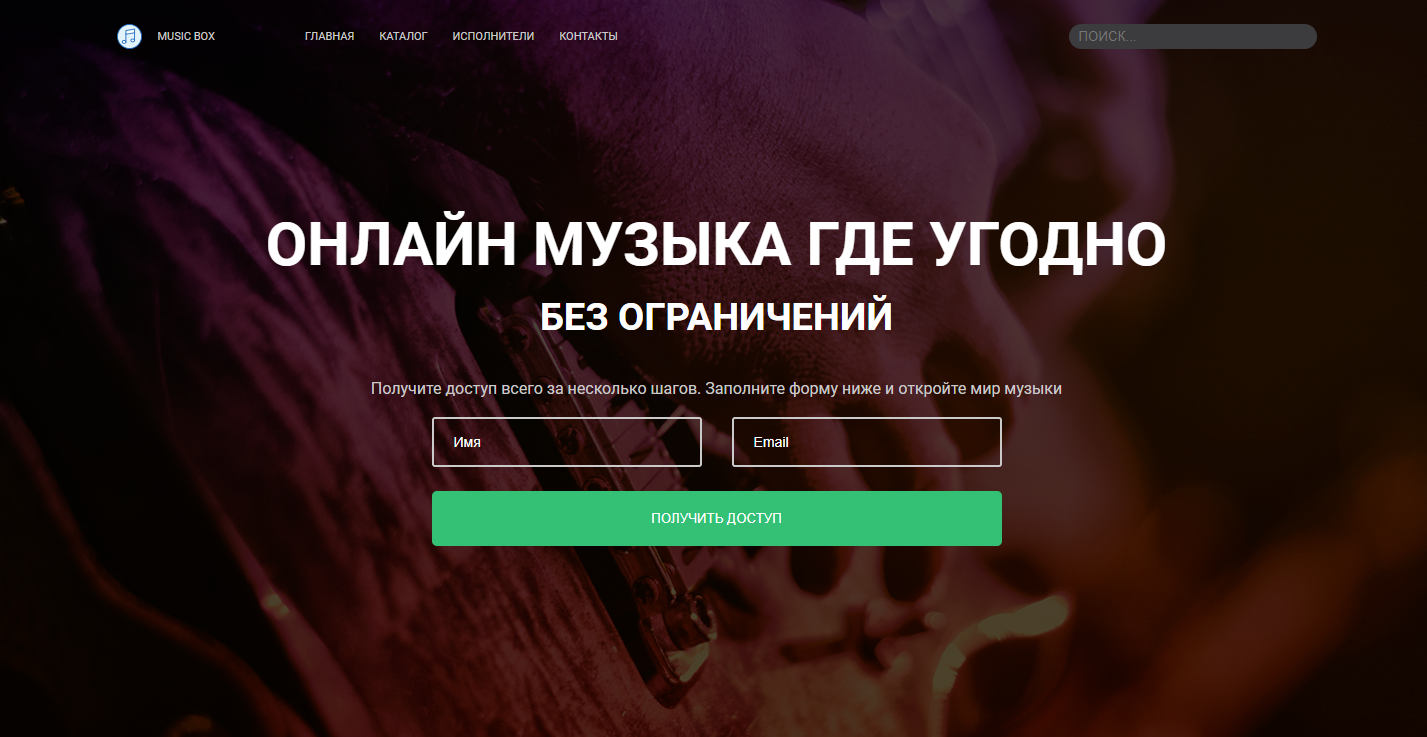 MUSIC BOX ГЛАВНАЯ КАТАЛОГ ИСПОЛНИТЕЛИ КОНТАКТЫ ПОИСК...
ОНЛАЙН МУЗЫКА ГДЕ УГОДНО
БЕЗ ОГРАНИЧЕНИЙ
Получите доступ всего за несколько шагов. Заполните форму ниже и откройте мир музыки
Имя Email
ПОЛУЧИТЬ ДОСТУП